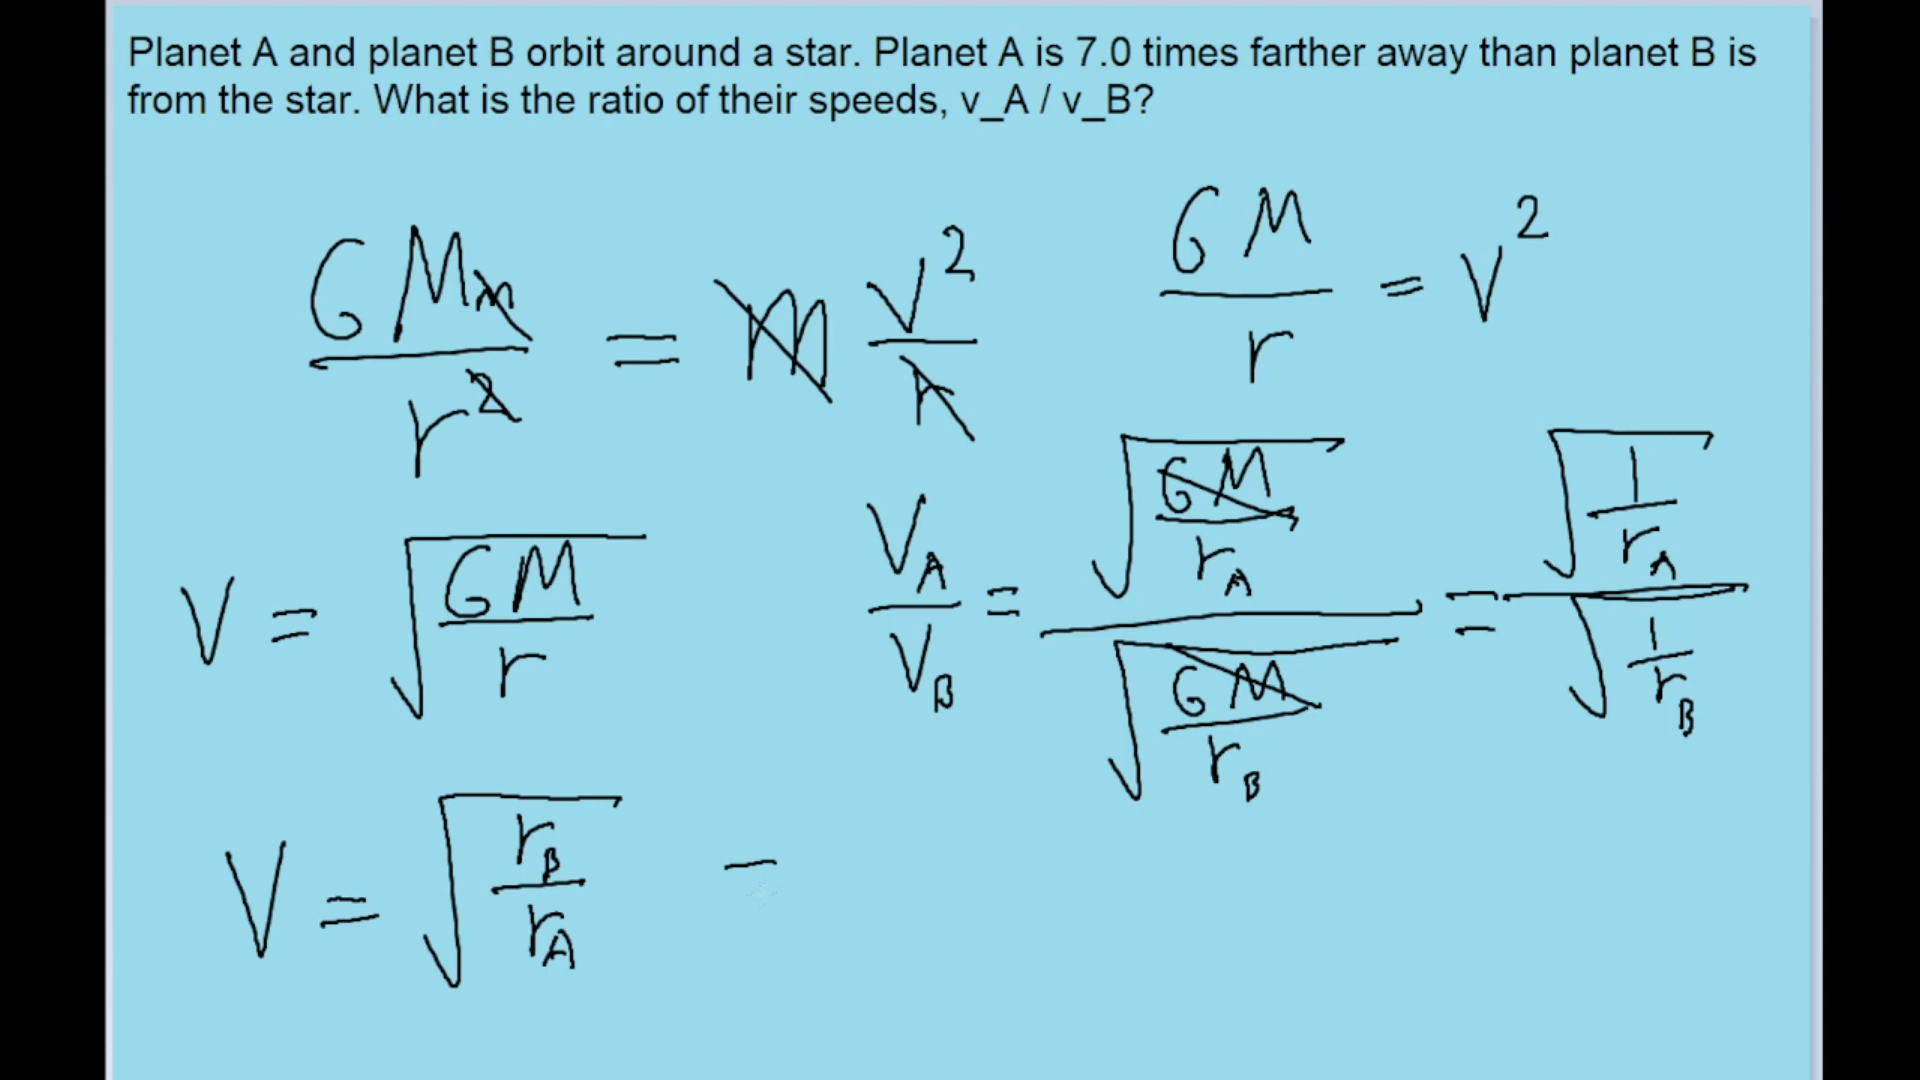 Planet A and planet B orbit around a star. Planet A is 7.0 times farther away than planet B is
from the star. What is the ratio of their speeds, v_A / v_B?
GMm/r² = m v²/r
GM/r = v²
v = √(GM/r)
V_A/V_B = √(GM/r_A)/√(GM/r_B) = √(1/r_A)/√(1/r_B)
V = √(r_B/r_A) –